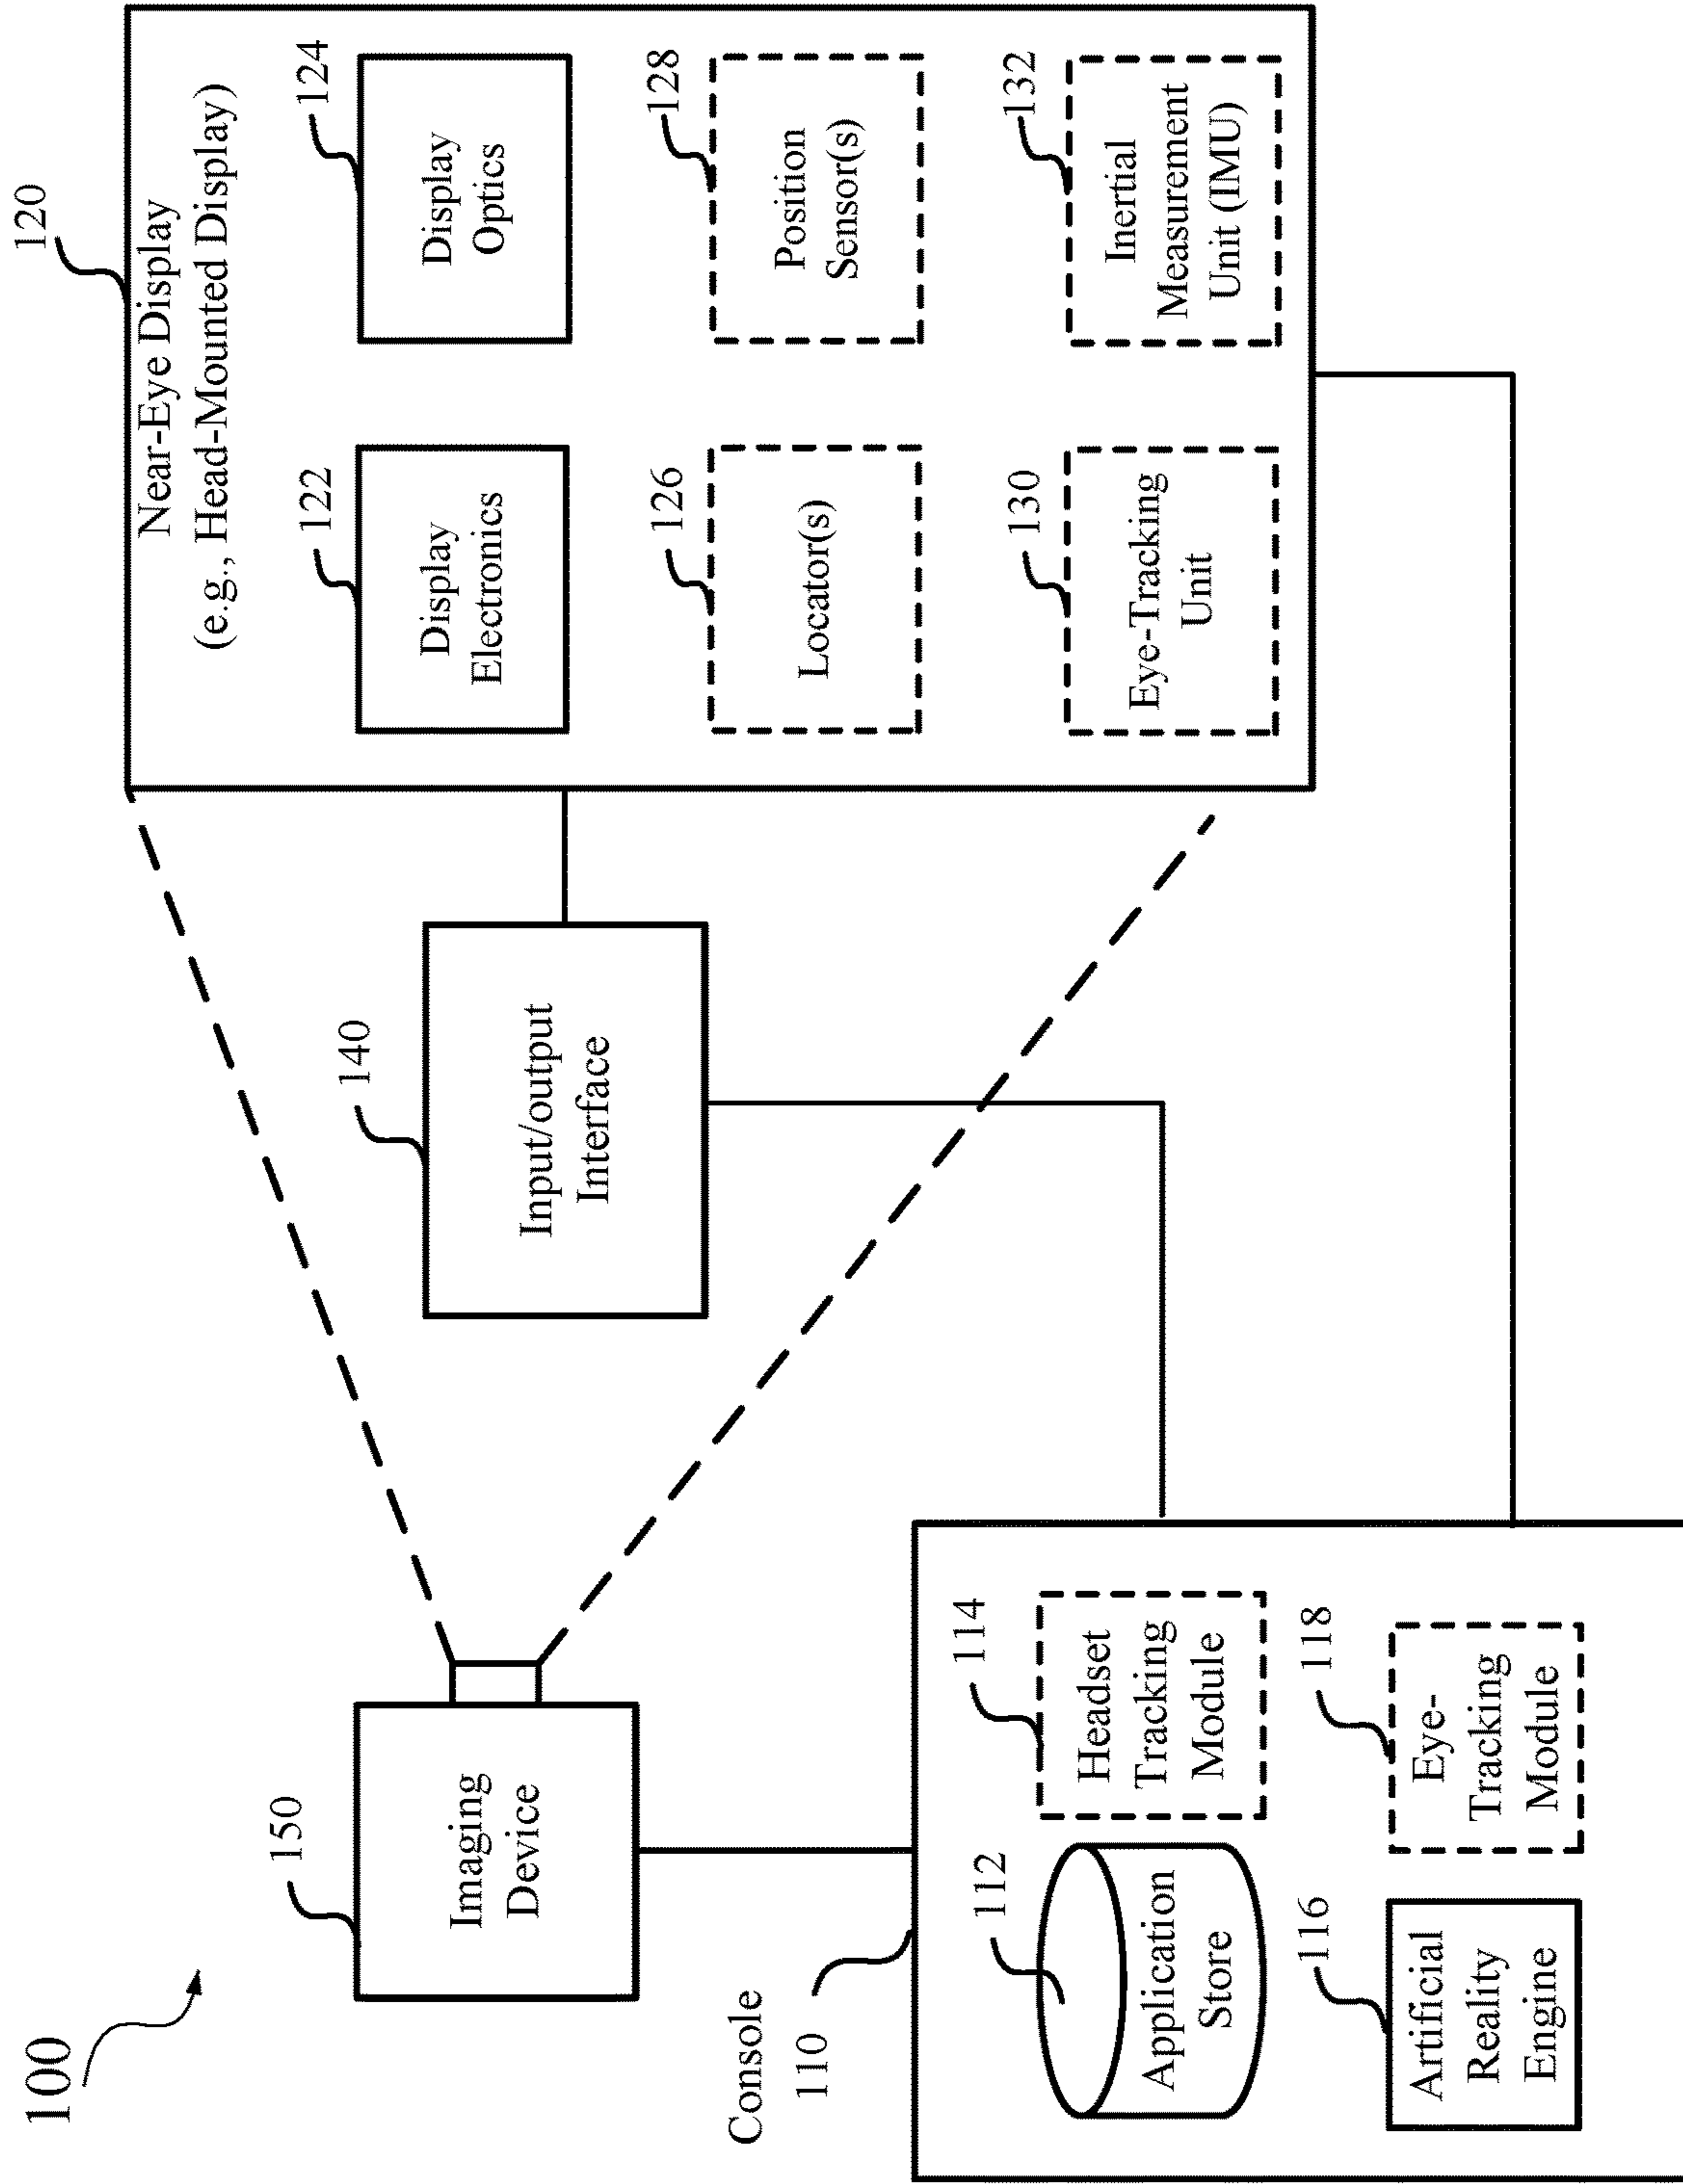 100
150
Imaging
Device
140
Input/output
Interface
120
Near-Eye Display
(e.g., Head-Mounted Display)
122
Display
Electronics
124
Display
Optics
126
Locator(s)
128
Position
Sensor(s)
130
Eye-Tracking
Unit
132
Inertial
Measurement
Unit (IMU)
Console
110
112
Application
Store
114
Headset
Tracking
Module
116
Artificial
Reality
Engine
118
Eye-
Tracking
Module